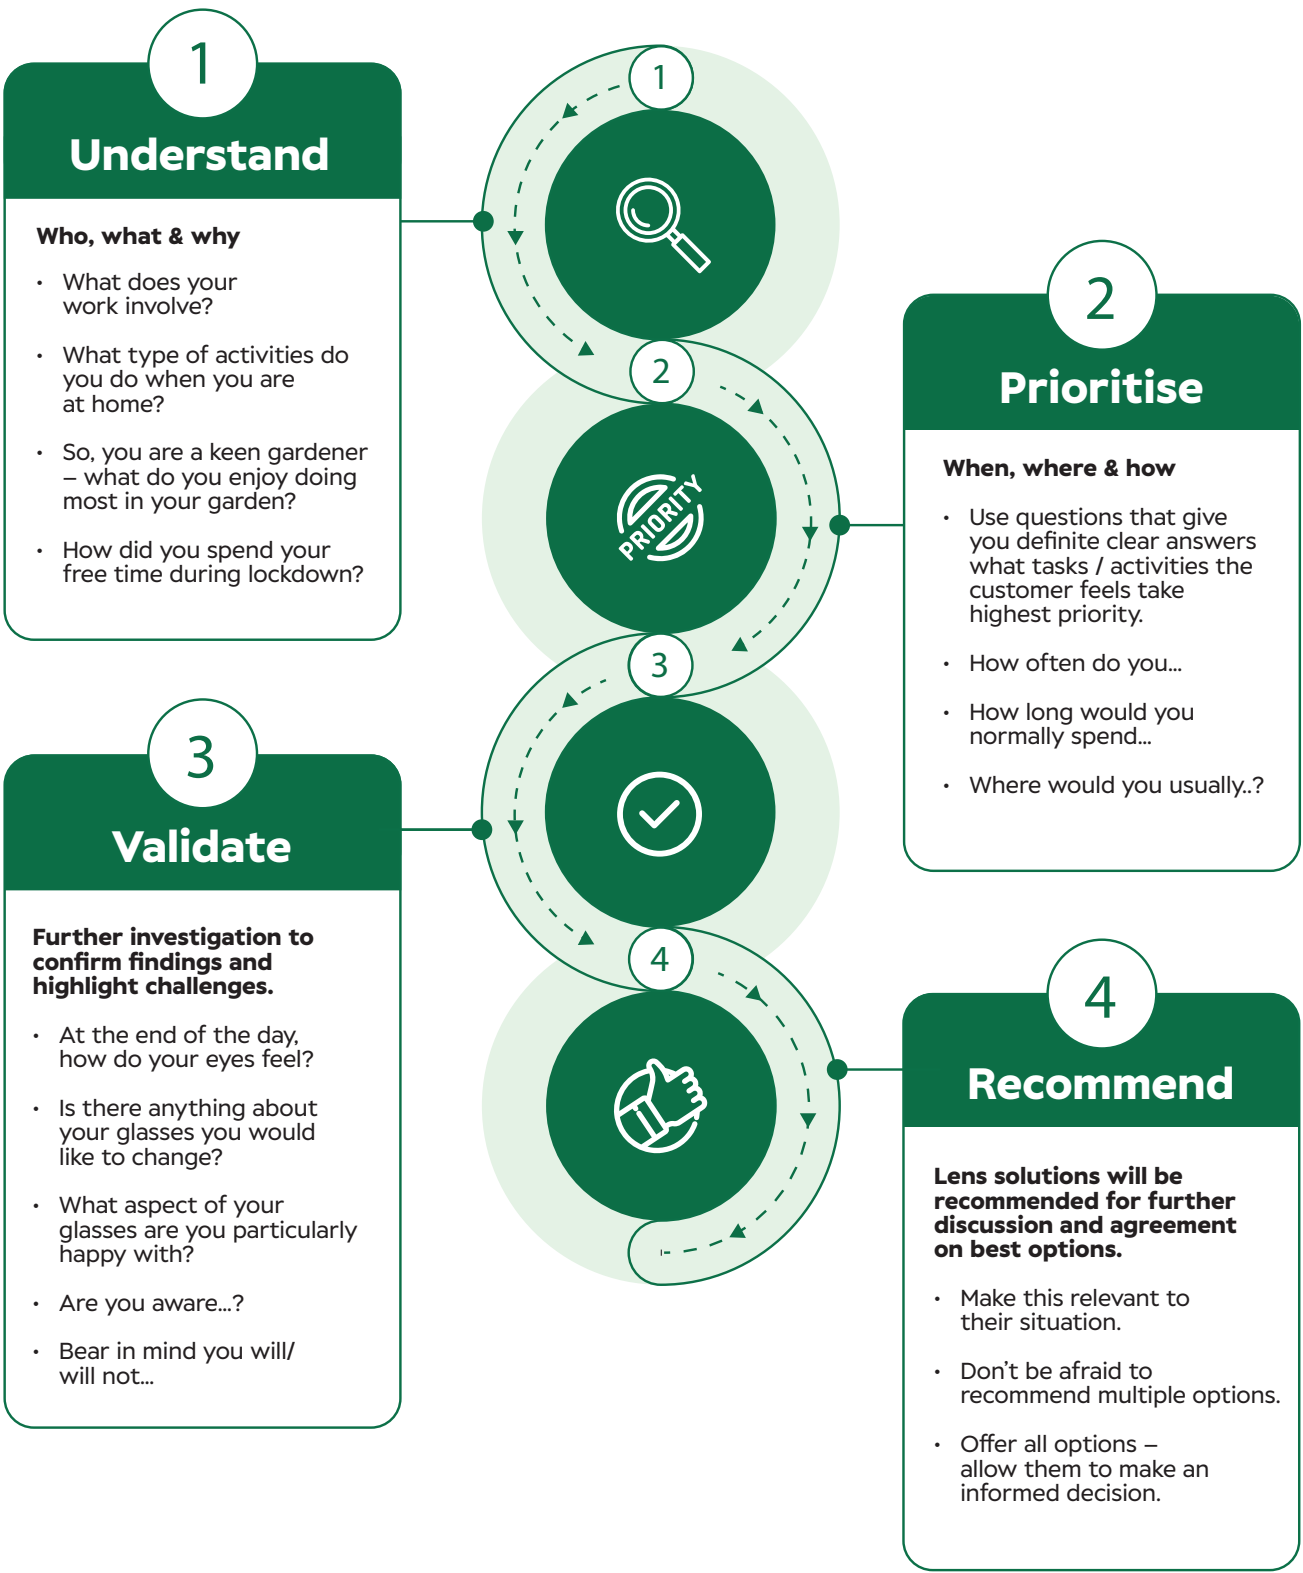 1
Understand
Who, what & why
• What does your
work involve?
• What type of activities do
you do when you are
at home?
• So, you are a keen gardener
– what do you enjoy doing
most in your garden?
• How did you spend your
free time during lockdown?
1
2
PRIORITY
3
4
2
Prioritise
When, where & how
• Use questions that give
you definite clear answers
what tasks / activities the
customer feels take
highest priority.
• How often do you...
• How long would you
normally spend...
• Where would you usually..?
3
Validate
Further investigation to
confirm findings and
highlight challenges.
• At the end of the day,
how do your eyes feel?
• Is there anything about
your glasses you would
like to change?
• What aspect of your
glasses are you particularly
happy with?
• Are you aware...?
• Bear in mind you will/
will not...
4
Recommend
Lens solutions will be
recommended for further
discussion and agreement
on best options.
• Make this relevant to
their situation.
• Don't be afraid to
recommend multiple options.
• Offer all options –
allow them to make an
informed decision.